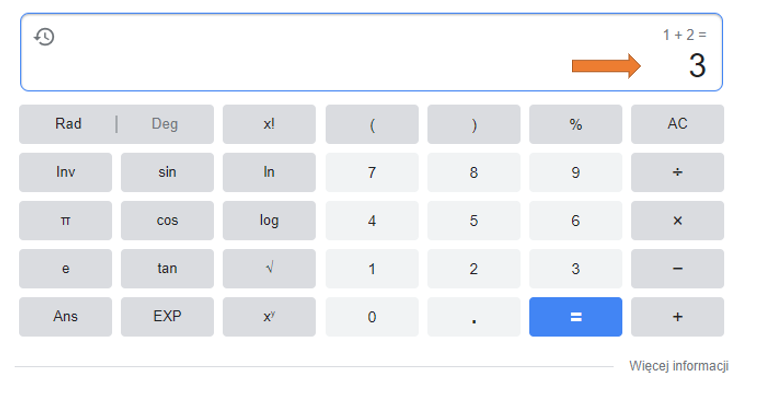 1 + 2 =
3
Rad | Deg x! ( ) % AC
Inv sin ln 7 8 9 ÷
π cos log 4 5 6 ×
e tan √ 1 2 3 −
Ans EXP xʸ 0 . = +
Więcej informacji